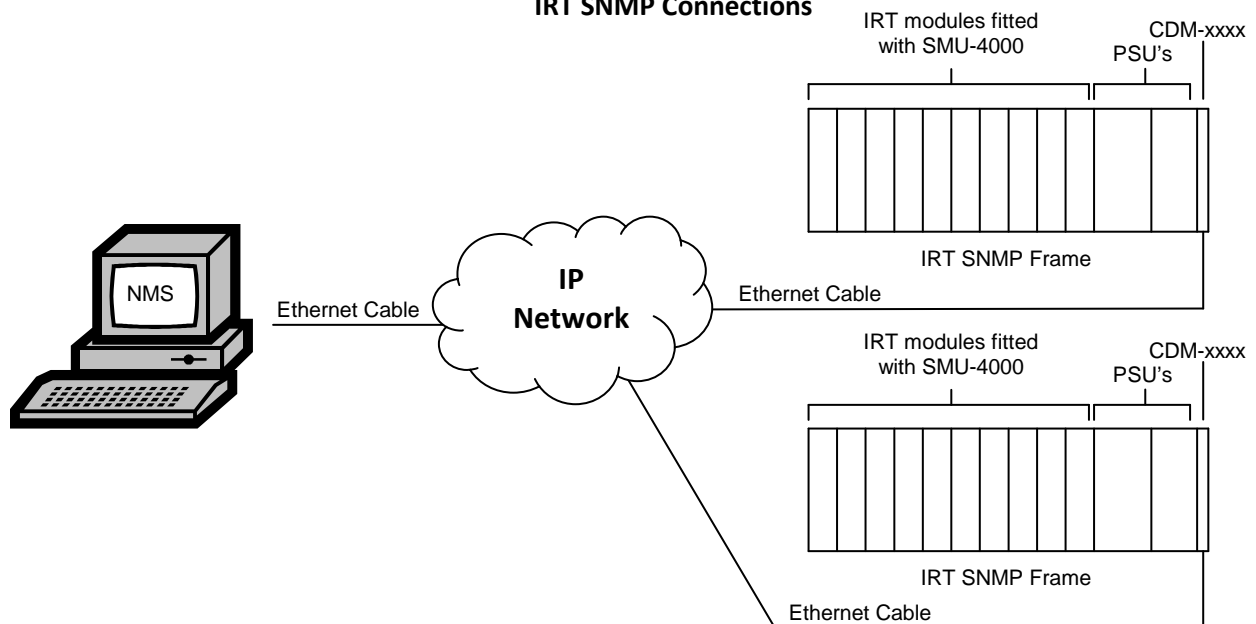 IRT SNMP Connections
IRT modules fitted
with SMU-4000
PSU's
CDM-xxxx
IRT SNMP Frame
NMS
Ethernet Cable
IP
Network
Ethernet Cable
IRT modules fitted
with SMU-4000
PSU's
CDM-xxxx
IRT SNMP Frame
Ethernet Cable